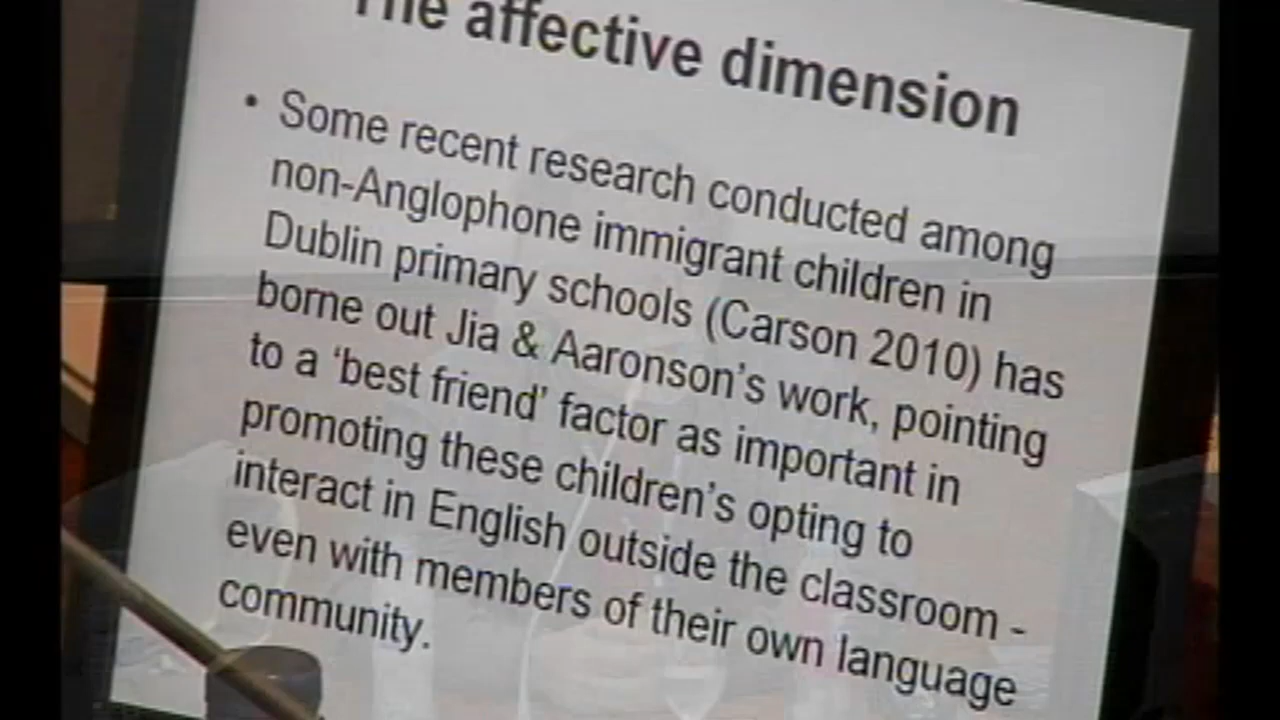 The affective dimension
• Some recent research conducted among
non-Anglophone immigrant children in
Dublin primary schools (Carson 2010) has
borne out Jia & Aaronson's work, pointing
to a ‘best friend’ factor as important in
promoting these children's opting to
interact in English outside the classroom -
even with members of their own language
community.